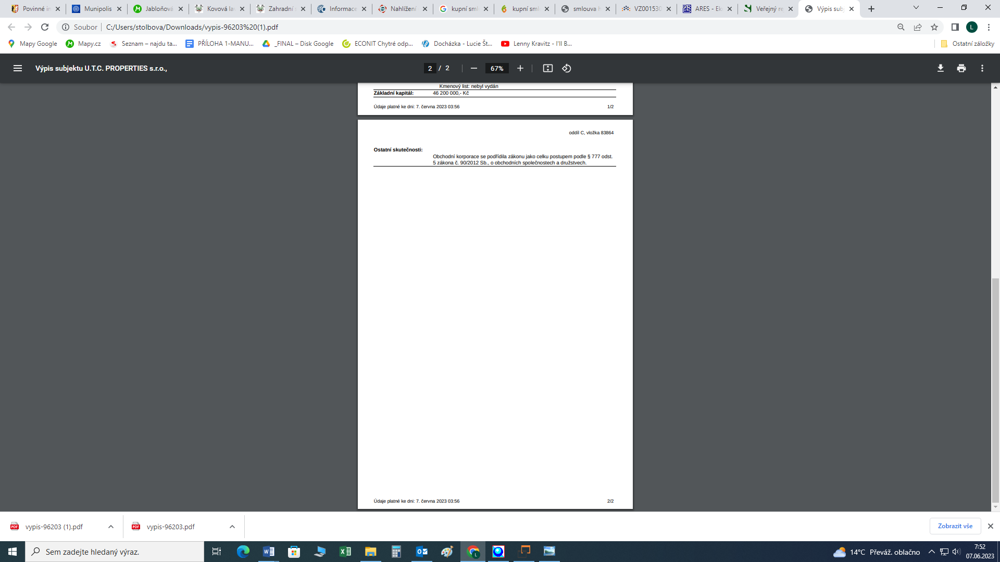 Povinné in
Munipolis
Jabloňová
Kovová la
Zahradní
Informace
Nahlížení
kupní sml
kupní sml
smlouva h
VZ001530
ARES - Ek
Veřejný re
Výpis subj
Soubor
C:/Users/stolbova/Downloads/vypis-96203%20(1).pdf
L
Mapy Google
Mapy.cz
Seznam – najdu ta...
PŘÍLOHA 1-MANU...
_FINAL – Disk Google
ECONIT Chytré odp...
Docházka - Lucie Št...
Lenny Kravitz - I'll B...
Ostatní záložky
Výpis subjektu U.T.C. PROPERTIES s.r.o.,
2 / 2
67%
Kmenový list: nebyl vydán
Základní kapitál: 46 200 000,- Kč
Údaje platné ke dni: 7. června 2023 03:56 1/2
oddíl C, vložka 83864
Ostatní skutečnosti:
Obchodní korporace se podřídila zákonu jako celku postupem podle § 777 odst.
5 zákona č. 90/2012 Sb., o obchodních společnostech a družstvech.
Údaje platné ke dni: 7. června 2023 03:56 2/2
vypis-96203 (1).pdf
vypis-96203.pdf
Zobrazit vše
Sem zadejte hledaný výraz.
14°C Převáž. oblačno
7:52
07.06.2023